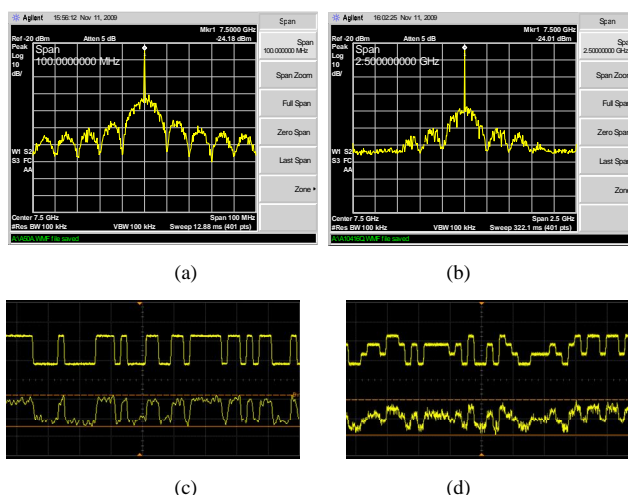 Agilent 15:56:12 Nov 11, 2009 Span
Mkr1 7.5000 GHz
Ref -20 dBm Atten 5 dB -24.18 dBm
Peak
Log
10
dB/
Span
100.0000000 MHz
W1 S2
S3 FC
AA
Center 7.5 GHz Span 100 MHz
#Res BW 100 kHz VBW 100 kHz Sweep 12.88 ms (401 pts)
Span
100.000000 MHz
Span Zoom
Full Span
Zero Span
Last Span
Zone
(a)
Agilent 16:02:25 Nov 11, 2009 Span
Mkr1 7.500 GHz
Ref -20 dBm Atten 5 dB -24.01 dBm
Peak
Log
10
dB/
Span
2.500000000 GHz
W1 S2
S3 FC
AA
Center 7.5 GHz Span 2.5 GHz
#Res BW 100 kHz VBW 100 kHz Sweep 322.1 ms (401 pts)
Span
2.50000000 GHz
Span Zoom
Full Span
Zero Span
Last Span
Zone
(b)
(c)
(d)